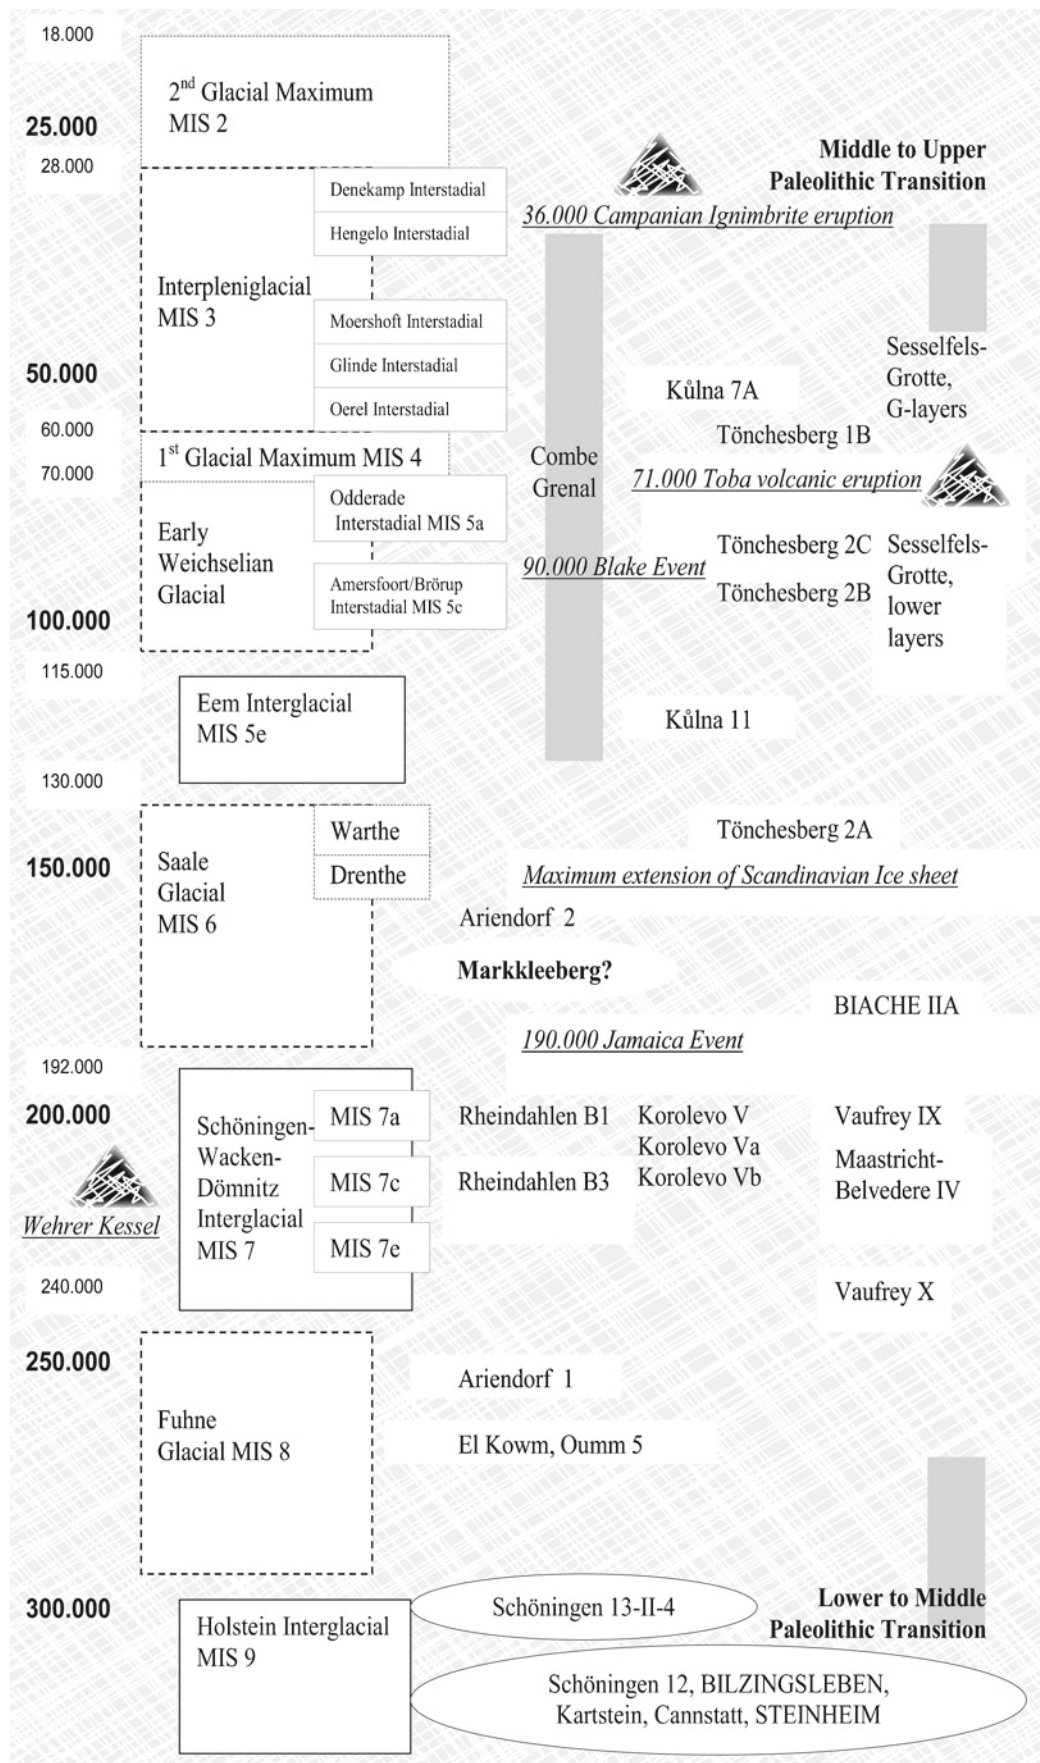 18.000
2nd Glacial Maximum
MIS 2
25.000
28.000
Middle to Upper
Paleolithic Transition
Denekamp Interstadial
36.000 Campanian Ignimbrite eruption
Hengelo Interstadial
Interpleniglacial
MIS 3
Moershoft Interstadial
Glinde Interstadial
Oerel Interstadial
Sesselfels-
Grotte,
G-layers
50.000
Kůlna 7A
60.000
Tönchesberg 1B
1st Glacial Maximum MIS 4
70.000
Combe
Grenal
71.000 Toba volcanic eruption
Odderade
Interstadial MIS 5a
Early
Weichselian
Glacial
Tönchesberg 2C
90.000 Blake Event
Tönchesberg 2B
Sesselfels-
Grotte,
lower
layers
Amersfoort/Brörup
Interstadial MIS 5c
100.000
115.000
Eem Interglacial
MIS 5e
Kůlna 11
130.000
Warthe
Drenthe
Tönchesberg 2A
150.000
Saale
Glacial
MIS 6
Maximum extension of Scandinavian Ice sheet
Ariendorf 2
Markkleeberg?
BIACHE IIA
190.000 Jamaica Event
192.000
200.000
Schöningen-
Wacken-
Dömnitz
Interglacial
MIS 7
MIS 7a
MIS 7c
MIS 7e
Rheindahlen B1
Rheindahlen B3
Korolevo V
Korolevo Va
Korolevo Vb
Vaufrey IX
Maastricht-
Belvedere IV
Wehrer Kessel
240.000
Vaufrey X
250.000
Ariendorf 1
Fuhne
Glacial MIS 8
El Kowm, Oumm 5
300.000
Holstein Interglacial
MIS 9
Schöningen 13-II-4
Lower to Middle
Paleolithic Transition
Schöningen 12, BILZINGSLEBEN,
Kartstein, Cannstatt, STEINHEIM